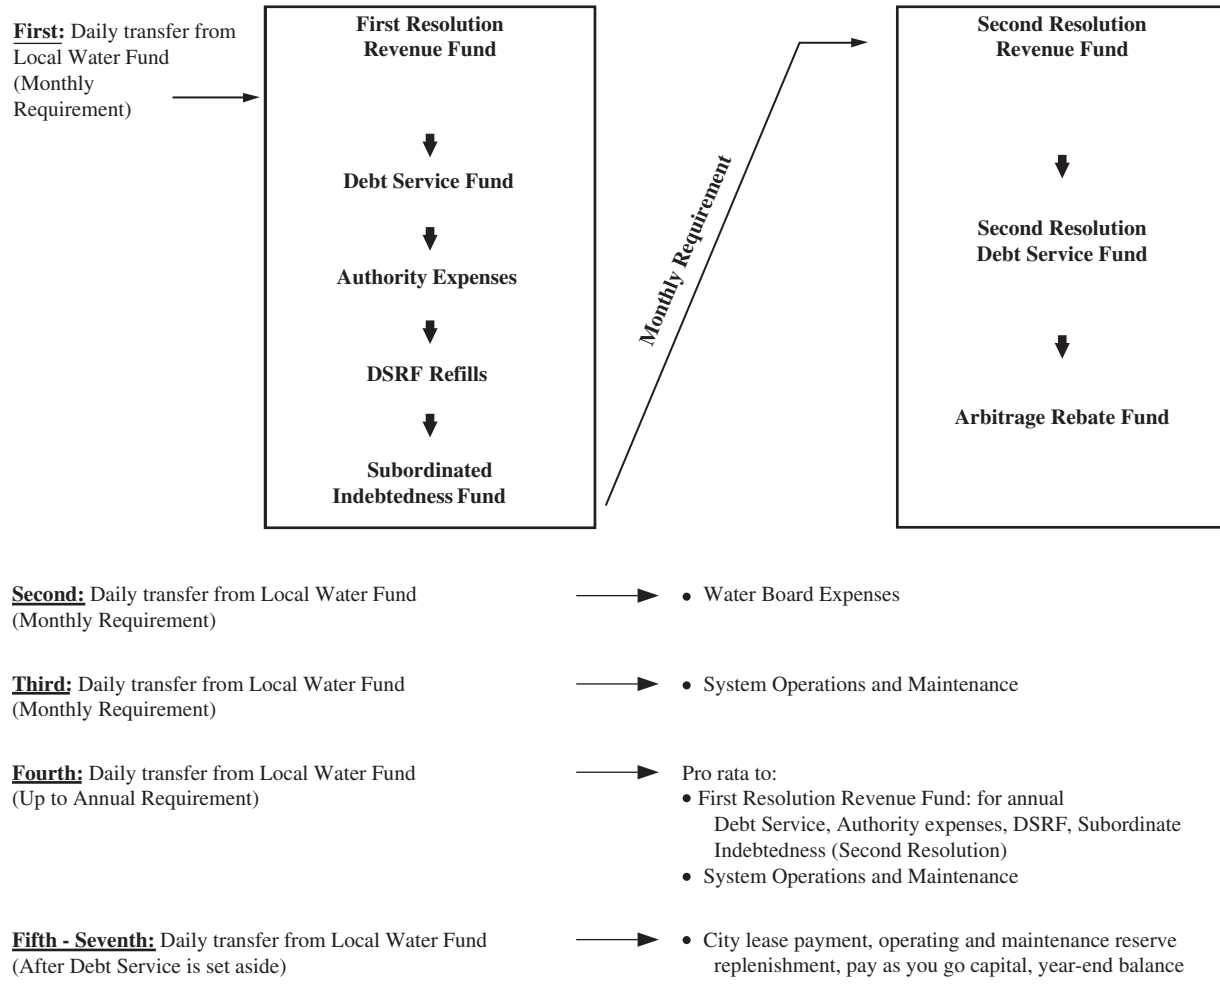 First: Daily transfer from
Local Water Fund
(Monthly
Requirement)
First Resolution
Revenue Fund
Debt Service Fund
Authority Expenses
DSRF Refills
Subordinated
Indebtedness Fund
Monthly Requirement
Second Resolution
Revenue Fund
Second Resolution
Debt Service Fund
Arbitrage Rebate Fund
Second: Daily transfer from Local Water Fund
(Monthly Requirement)
• Water Board Expenses
Third: Daily transfer from Local Water Fund
(Monthly Requirement)
• System Operations and Maintenance
Fourth: Daily transfer from Local Water Fund
(Up to Annual Requirement)
Pro rata to:
• First Resolution Revenue Fund: for annual
Debt Service, Authority expenses, DSRF, Subordinate
Indebtedness (Second Resolution)
• System Operations and Maintenance
Fifth - Seventh: Daily transfer from Local Water Fund
(After Debt Service is set aside)
• City lease payment, operating and maintenance reserve
replenishment, pay as you go capital, year-end balance